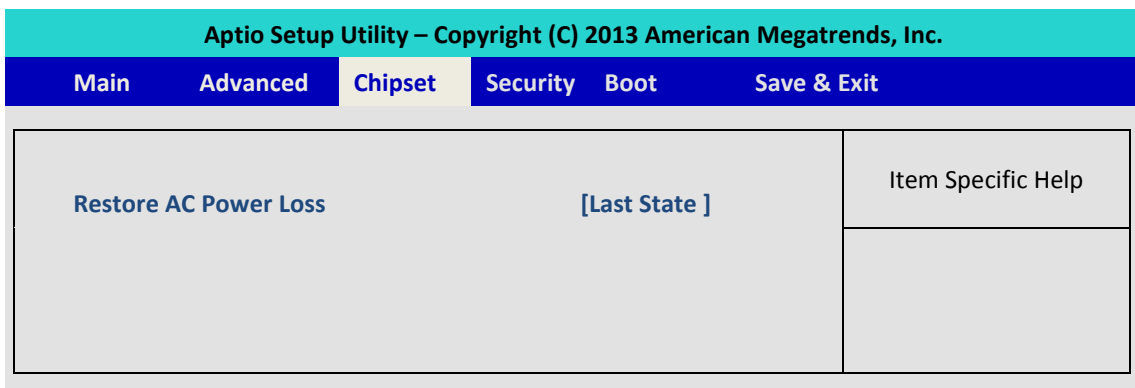 Aptio Setup Utility – Copyright (C) 2013 American Megatrends, Inc.
Main Advanced Chipset Security Boot Save & Exit
Item Specific Help
Restore AC Power Loss [Last State ]